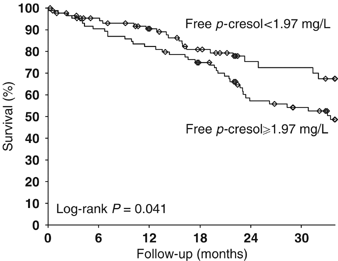 100
90
80
70
60
50
40
30
20
10
0
Survival (%)
Free p-cresol<1.97 mg/L
Free p-cresol⩾1.97 mg/L
Log-rank P = 0.041
0 6 12 18 24 30
Follow-up (months)